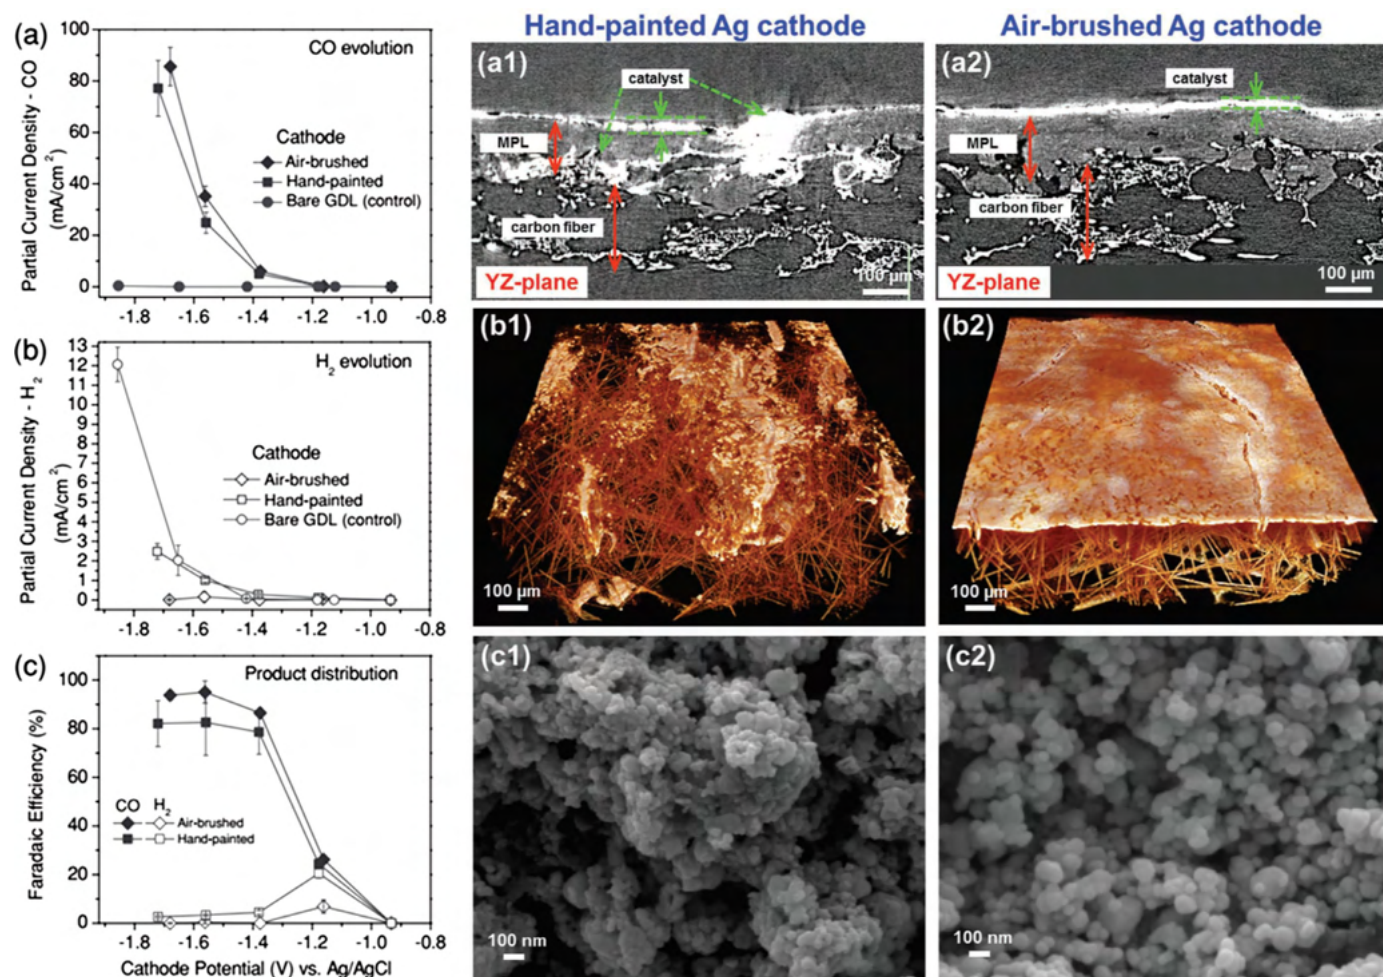 Hand-painted Ag cathode
Air-brushed Ag cathode
(a)
CO evolution
Partial Current Density - CO
(mA/cm²)
100
80
60
40
20
0
Cathode
Air-brushed
Hand-painted
Bare GDL (control)
-1.8 -1.6 -1.4 -1.2 -1.0 -0.8
(b)
H₂ evolution
Partial Current Density - H₂
(mA/cm²)
13
12
11
10
9
8
7
6
5
4
3
2
1
0
Cathode
Air-brushed
Hand-painted
Bare GDL (control)
-1.8 -1.6 -1.4 -1.2 -1.0 -0.8
(c)
Product distribution
Faradaic Efficiency (%)
100
80
60
40
20
0
CO H₂
Air-brushed
Hand-painted
-1.8 -1.6 -1.4 -1.2 -1.0 -0.8
Cathode Potential (V) vs. Ag/AgCl
(a1)
catalyst
MPL
carbon fiber
YZ-plane
100 µm
(a2)
catalyst
MPL
carbon fiber
YZ-plane
100 µm
(b1)
100 µm
(b2)
100 µm
(c1)
100 nm
(c2)
100 nm